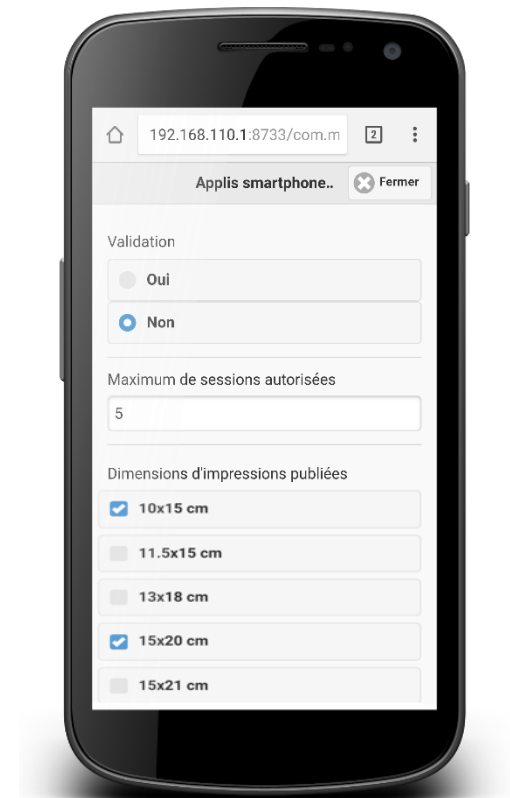 192.168.110.1:8733/com.m
2
Applis smartphone..
Fermer
Validation
Oui
Non
Maximum de sessions autorisées
5
Dimensions d'impressions publiées
10x15 cm
11.5x15 cm
13x18 cm
15x20 cm
15x21 cm